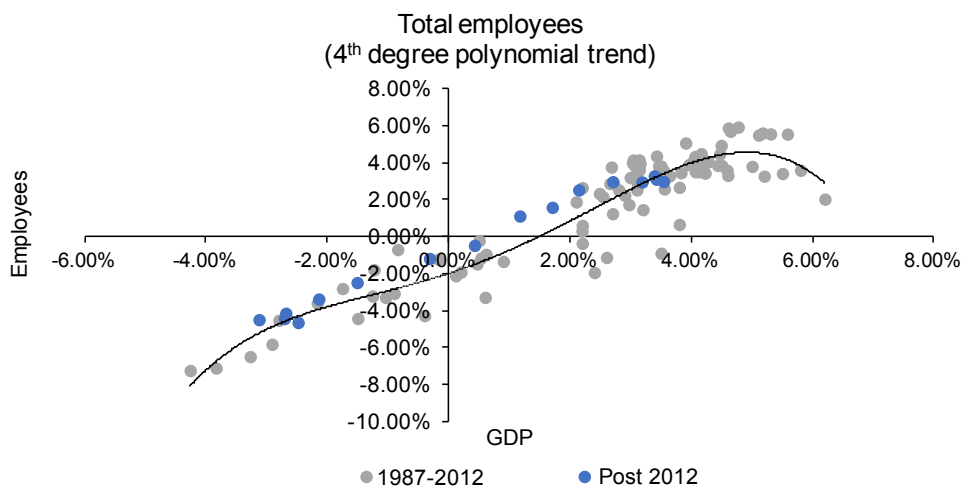 Total employees
(4th degree polynomial trend)
8.00%
6.00%
4.00%
2.00%
0.00%
-6.00% -4.00% -2.00% 0.00% 2.00% 4.00% 6.00% 8.00%
-2.00%
-4.00%
-6.00%
-8.00%
-10.00%
Employees
GDP
1987-2012 Post 2012